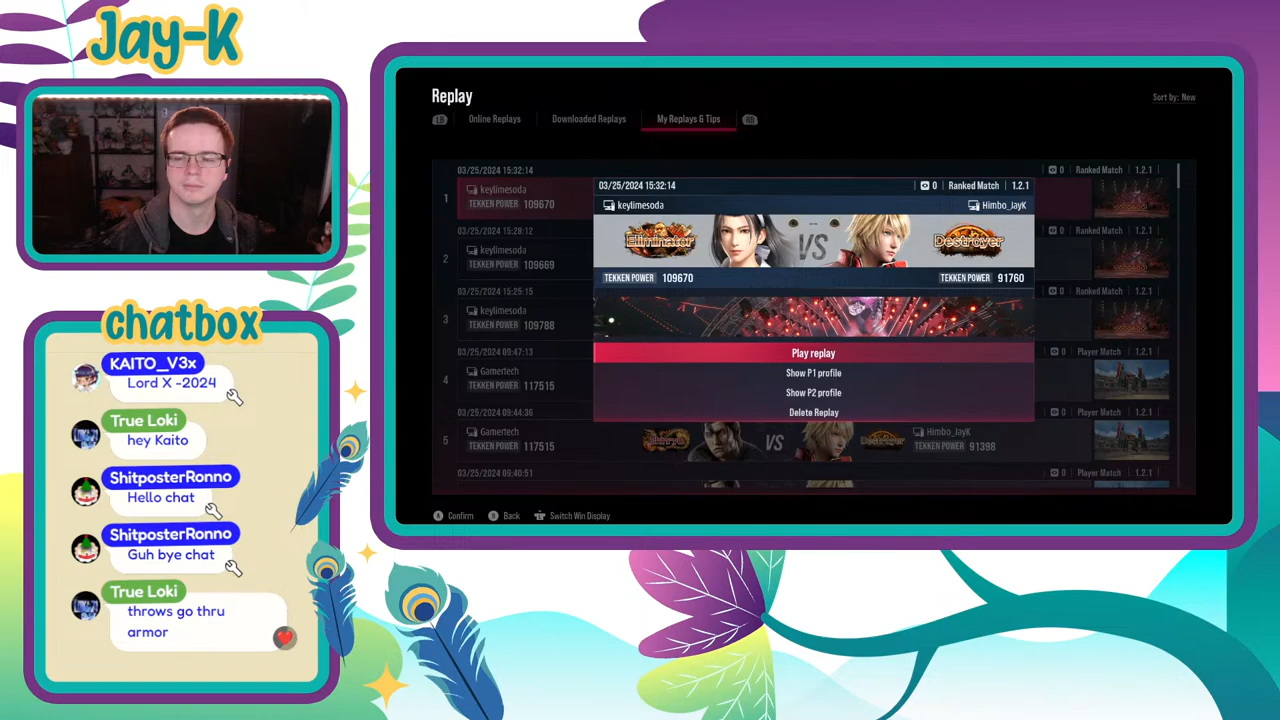 Jay-K
chatbox
KAITO_V3x
Lord X -2024
True Loki
hey Kaito
ShitposterRonno
Hello chat
ShitposterRonno
Guh bye chat
True Loki
throws go thru
armor
Replay
Sort by: New
LB Online Replays Downloaded Replays My Replays & Tips RB
03/25/2024 15:32:14 0 Ranked Match 1.2.1
1 keylimesoda
TEKKEN POWER 109670
03/25/2024 15:28:12 0 Ranked Match 1.2.1
2 keylimesoda
TEKKEN POWER 109669
03/25/2024 15:25:15 0 Ranked Match 1.2.1
3 keylimesoda
TEKKEN POWER 109788
03/25/2024 09:47:13 0 Player Match 1.2.1
4 Gamertech
TEKKEN POWER 117515
03/25/2024 09:44:36 0 Player Match 1.2.1
5 Gamertech Himbo_JayK
TEKKEN POWER 117515 Shinryu VS Destroyer TEKKEN POWER 91398
03/25/2024 09:40:51 0 Player Match 1.2.1
03/25/2024 15:32:14 0 Ranked Match 1.2.1
keylimesoda Himbo_JayK
Eliminator VS Destroyer
TEKKEN POWER 109670 TEKKEN POWER 91760
Play replay
Show P1 profile
Show P2 profile
Delete Replay
A Confirm B Back Switch Win Display